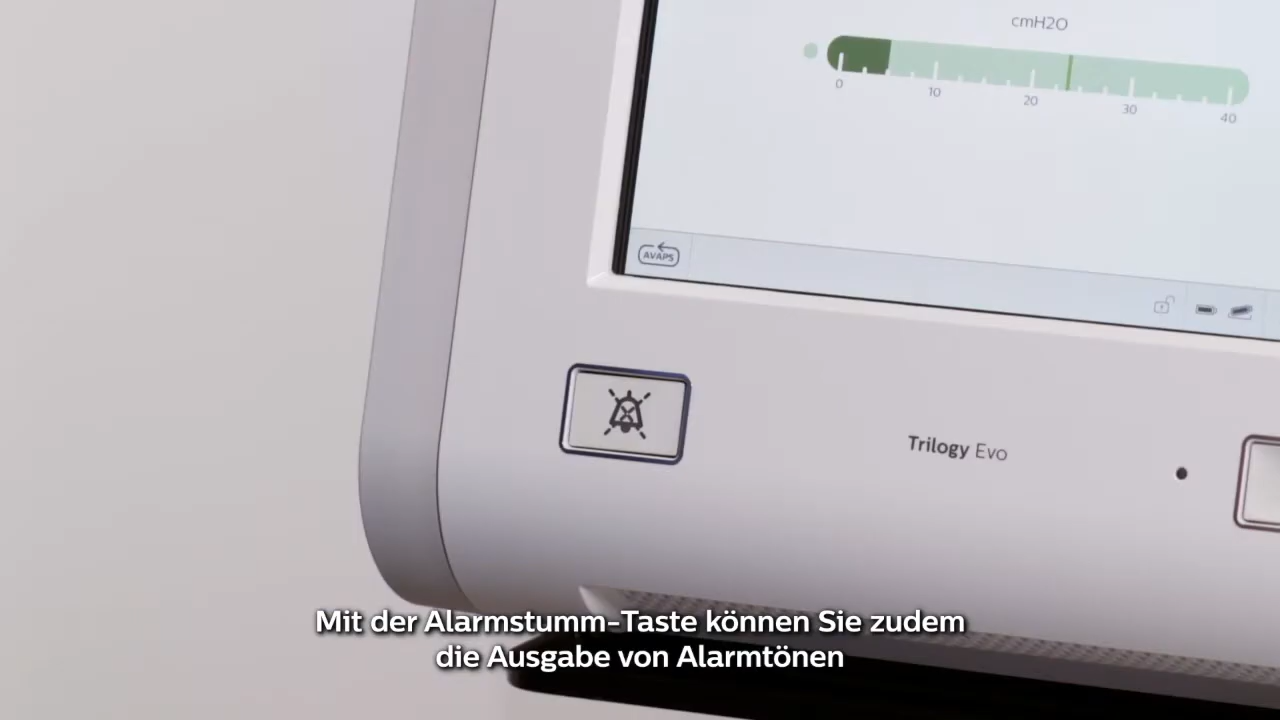 cmH2O
0 10 20 30 40
AVAPS
Trilogy Evo
Mit der Alarmstumm-Taste können Sie zudem
die Ausgabe von Alarmtönen